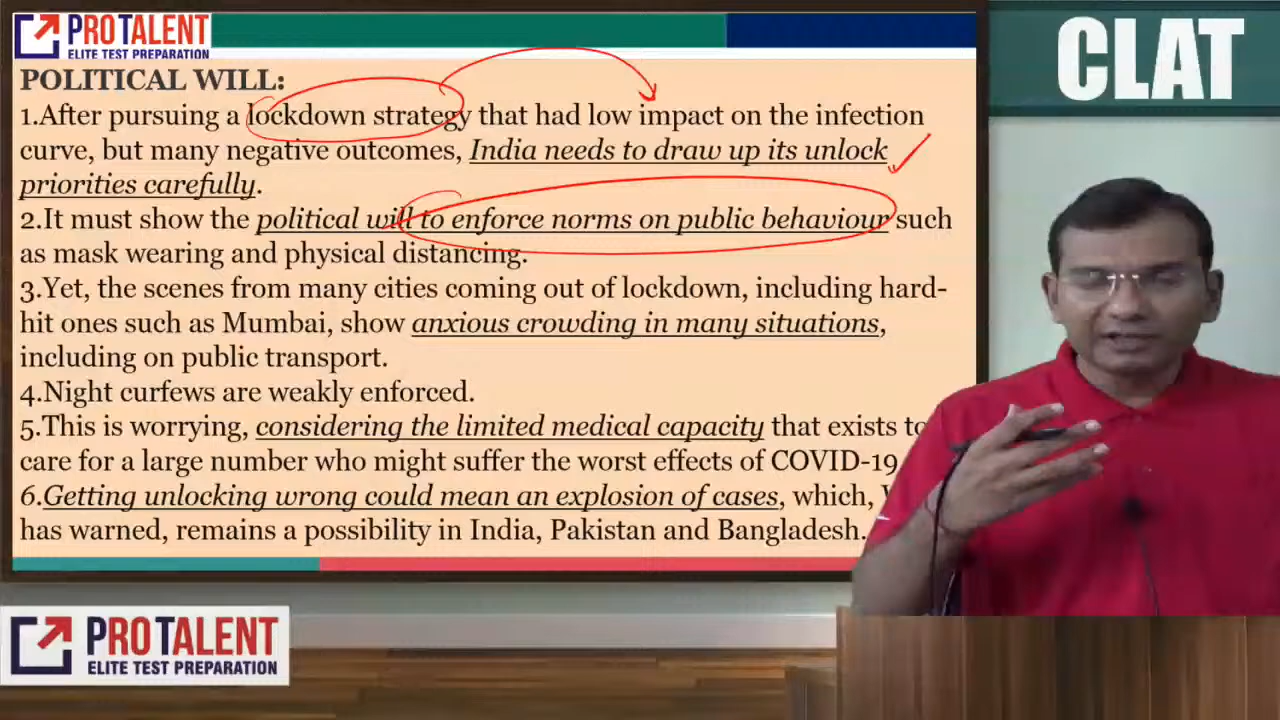 PROTALENT
ELITE TEST PREPARATION
CLAT
POLITICAL WILL:
1.After pursuing a lockdown strategy that had low impact on the infection
curve, but many negative outcomes, India needs to draw up its unlock
priorities carefully.
2.It must show the political will to enforce norms on public behaviour such
as mask wearing and physical distancing.
3.Yet, the scenes from many cities coming out of lockdown, including hard-
hit ones such as Mumbai, show anxious crowding in many situations,
including on public transport.
4.Night curfews are weakly enforced.
5.This is worrying, considering the limited medical capacity that exists to
care for a large number who might suffer the worst effects of COVID-19
6.Getting unlocking wrong could mean an explosion of cases, which,
has warned, remains a possibility in India, Pakistan and Bangladesh.
PROTALENT
ELITE TEST PREPARATION